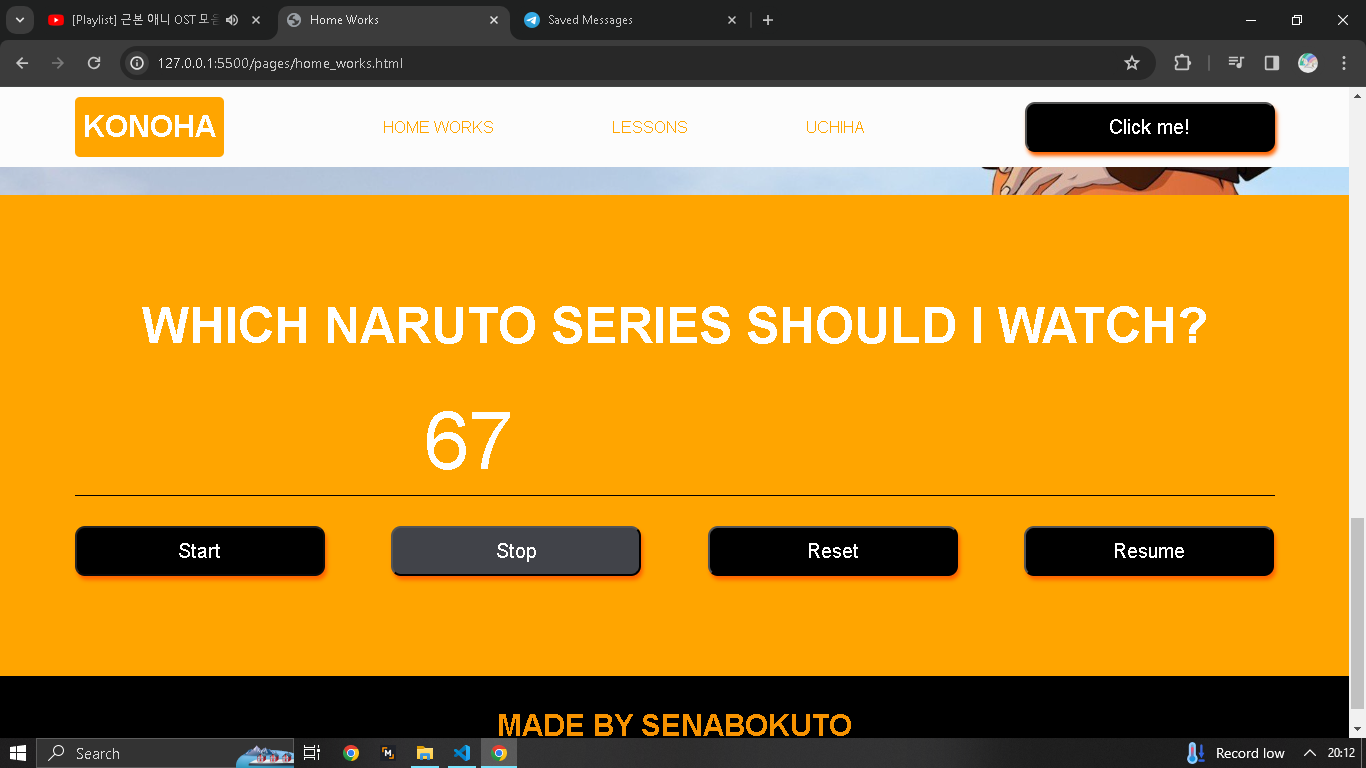 [Playlist] 근본 애니 OST 모음
Home Works
Saved Messages
127.0.0.1:5500/pages/home_works.html
KONOHA
HOME WORKS
LESSONS
UCHIHA
Click me!
WHICH NARUTO SERIES SHOULD I WATCH?
67
Start
Stop
Reset
Resume
MADE BY SENABOKUTO
Search
Record low
20:12